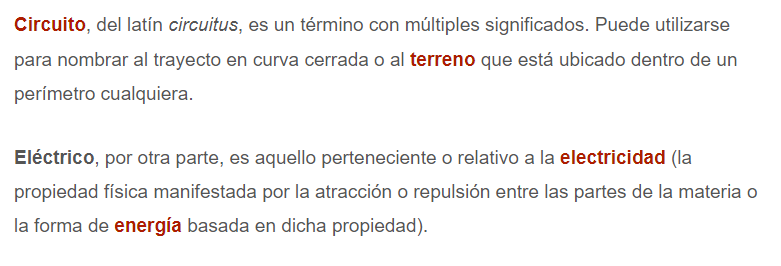 Circuito, del latín circuitus, es un término con múltiples significados. Puede utilizarse
para nombrar al trayecto en curva cerrada o al terreno que está ubicado dentro de un
perímetro cualquiera.
Eléctrico, por otra parte, es aquello perteneciente o relativo a la electricidad (la
propiedad física manifestada por la atracción o repulsión entre las partes de la materia o
la forma de energía basada en dicha propiedad).